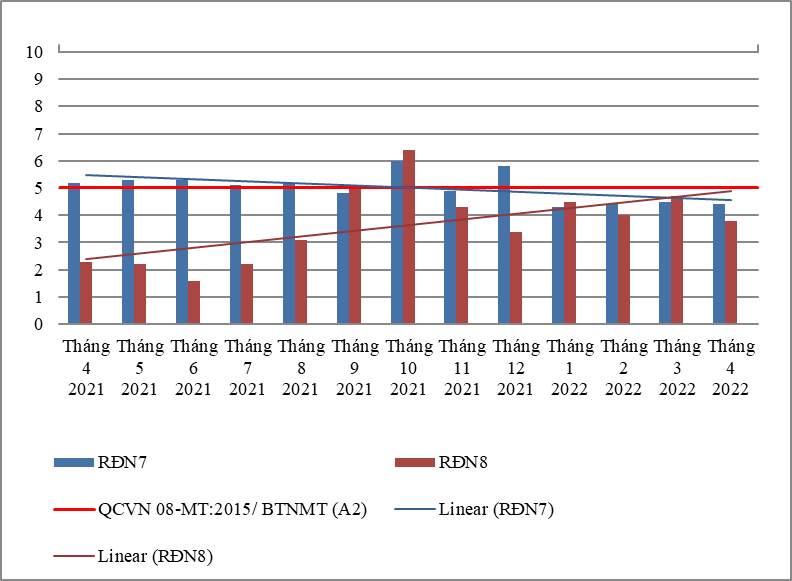 10
9
8
7
6
5
4
3
2
1
0
Tháng Tháng Tháng Tháng Tháng Tháng Tháng Tháng Tháng Tháng Tháng Tháng Tháng
4 5 6 7 8 9 10 11 12 1 2 3 4
2021 2021 2021 2021 2021 2021 2021 2021 2021 2022 2022 2022 2022
RĐN7 RĐN8
QCVN 08-MT:2015/ BTNMT (A2) Linear (RĐN7)
Linear (RĐN8)